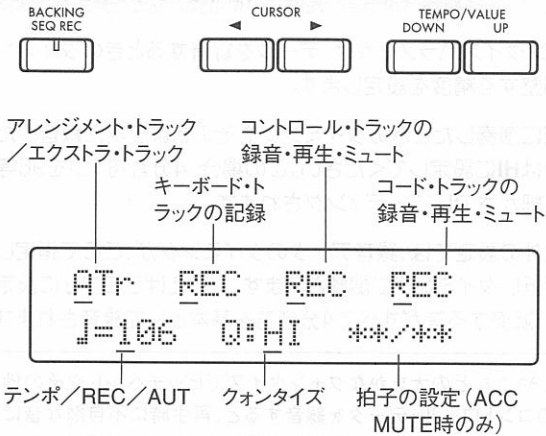 BACKING
SEQ REC
CURSOR
◄ ►
TEMPO/VALUE
DOWN UP
アレンジメント・トラック
／エクストラ・トラック
コントロール・トラックの
録音・再生・ミュート
キーボード・ト
ラックの記録
コード・トラックの
録音・再生・ミュート
ATr REC REC REC
♩=106 Q:HI **/**
テンポ／REC／AUT
クォンタイズ
拍子の設定（ACC
MUTE時のみ）